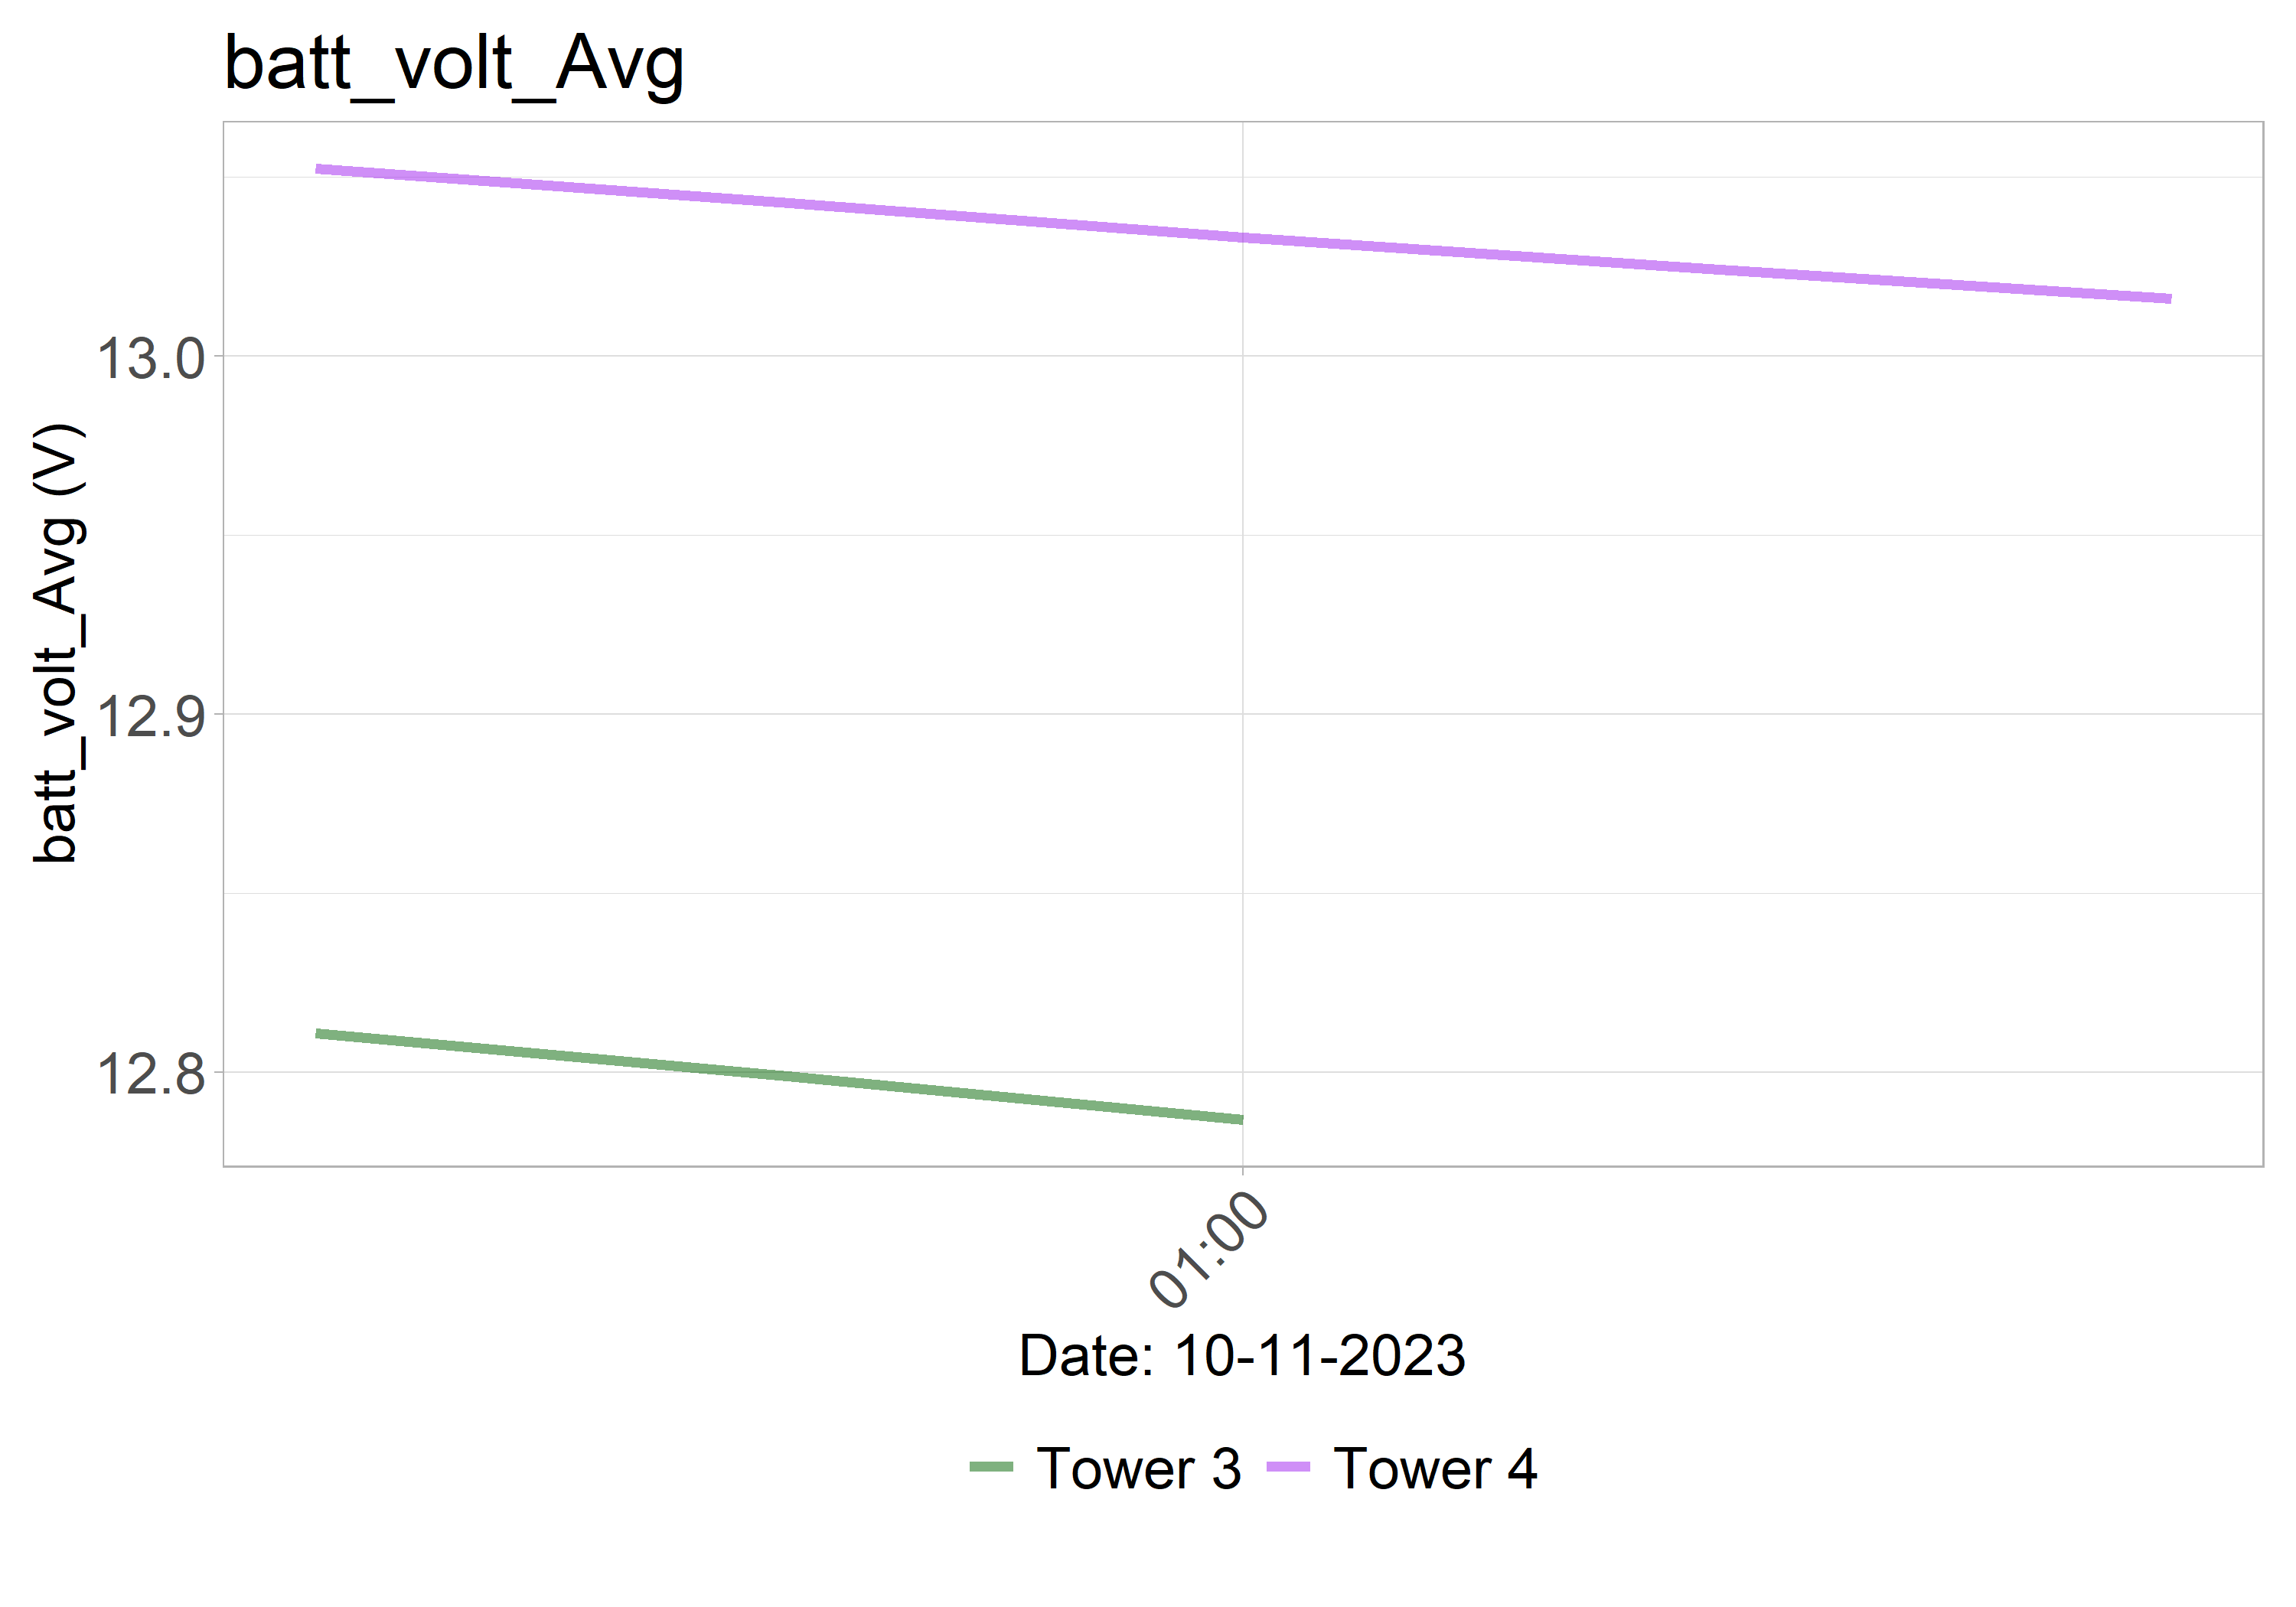 batt_volt_Avg
batt_volt_Avg (V)
13.0
12.9
12.8
01:00
Date: 10-11-2023
Tower 3 Tower 4